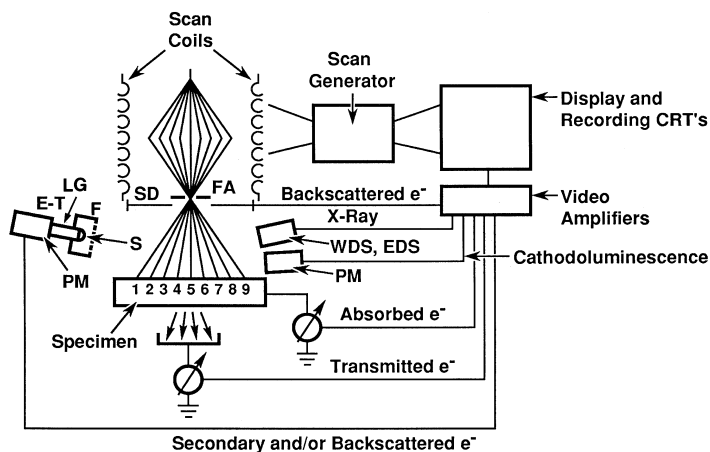 Scan
Coils
Scan
Generator
Display and
Recording CRT's
SD
FA
Backscattered e-
Video
Amplifiers
LG
E-T
F
S
PM
X-Ray
WDS, EDS
PM
Cathodoluminescence
1 2 3 4 5 6 7 8 9
Specimen
Absorbed e-
Transmitted e-
Secondary and/or Backscattered e-